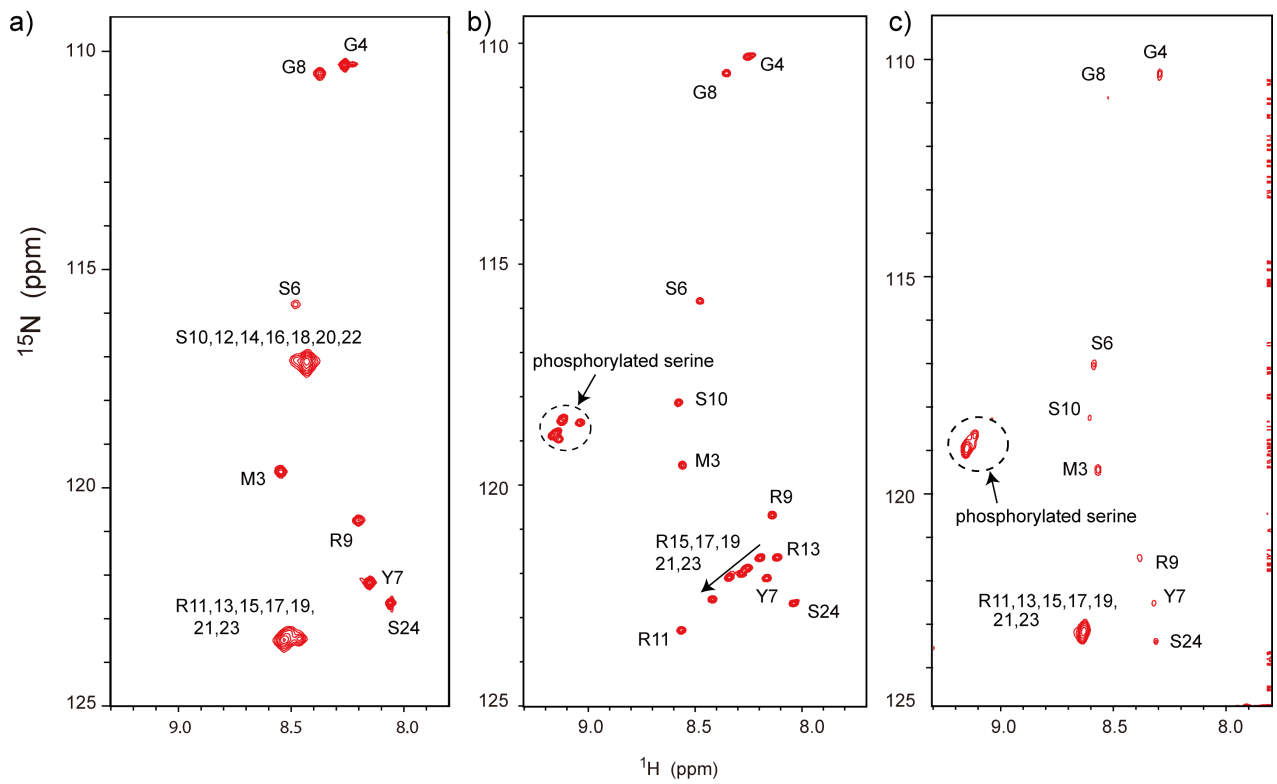 a)
110
115
120
125
9.0
8.5
8.0
15N (ppm)
G4
G8
S6
S10,12,14,16,18,20,22
M3
R9
Y7
R11,13,15,17,19,
21,23
S24
b)
110
115
120
125
9.0
8.5
8.0
1H (ppm)
G4
G8
S6
phosphorylated serine
S10
M3
R9
R15,17,19
21,23
R13
Y7
S24
R11
c)
110
115
120
125
9.0
8.5
8.0
G4
G8
S6
S10
M3
phosphorylated serine
R9
Y7
R11,13,15,17,19,
21,23
S24